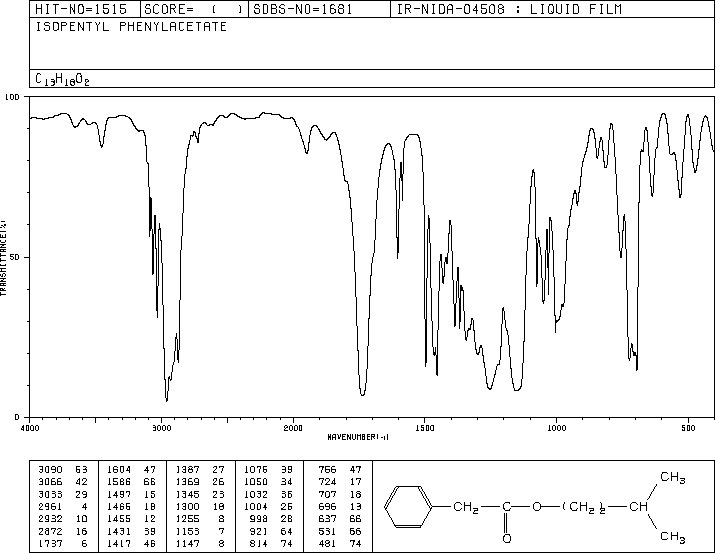 HIT-NO=1515 SCORE= ( ) SDBS-NO=1681 IR-NIDA-04508 : LIQUID FILM
ISOPENTYL PHENYLACETATE
C13H18O2
100
50
0
TRANSMITTANCE(%)
4000 3000 2000 1500 1000 500
WAVENUMBER(-1)
3090 63 1604 47 1387 27 1076 39 756 47
3066 42 1586 66 1369 26 1050 34 724 17
3033 29 1497 15 1345 23 1032 36 707 18
2961 4 1466 18 1300 18 1004 26 696 13
2932 10 1455 12 1255 8 998 28 637 66
2872 16 1431 39 1153 7 921 64 531 66
1737 6 1417 46 1147 8 814 74 481 74
CH3
CH2 C O (CH2)2 CH
O
CH3